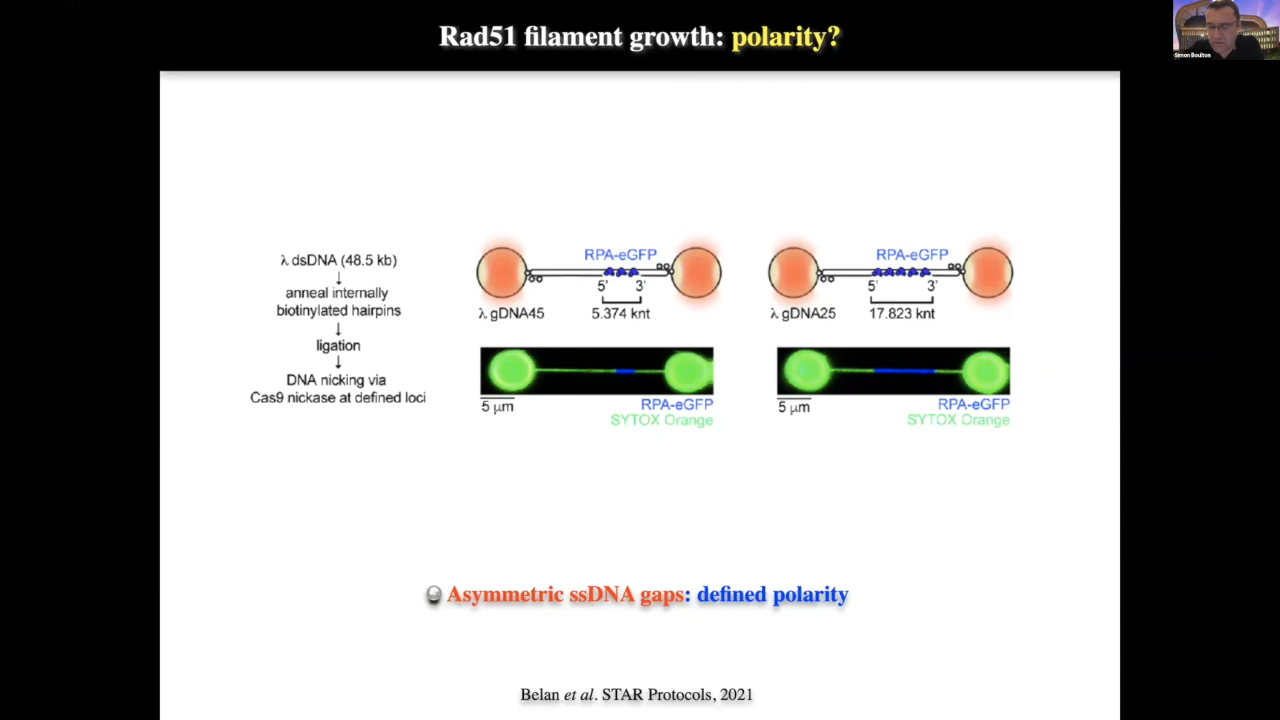 Rad51 filament growth: polarity?
Simon Boulton
λ dsDNA (48.5 kb)
anneal internally
biotinylated hairpins
ligation
DNA nicking via
Cas9 nickase at defined loci
RPA-eGFP
5' 3'
λ gDNA45 5.374 knt
5 μm
RPA-eGFP
SYTOX Orange
RPA-eGFP
5' 3'
λ gDNA25 17.823 knt
5 μm
RPA-eGFP
SYTOX Orange
Asymmetric ssDNA gaps: defined polarity
Belan et al. STAR Protocols, 2021